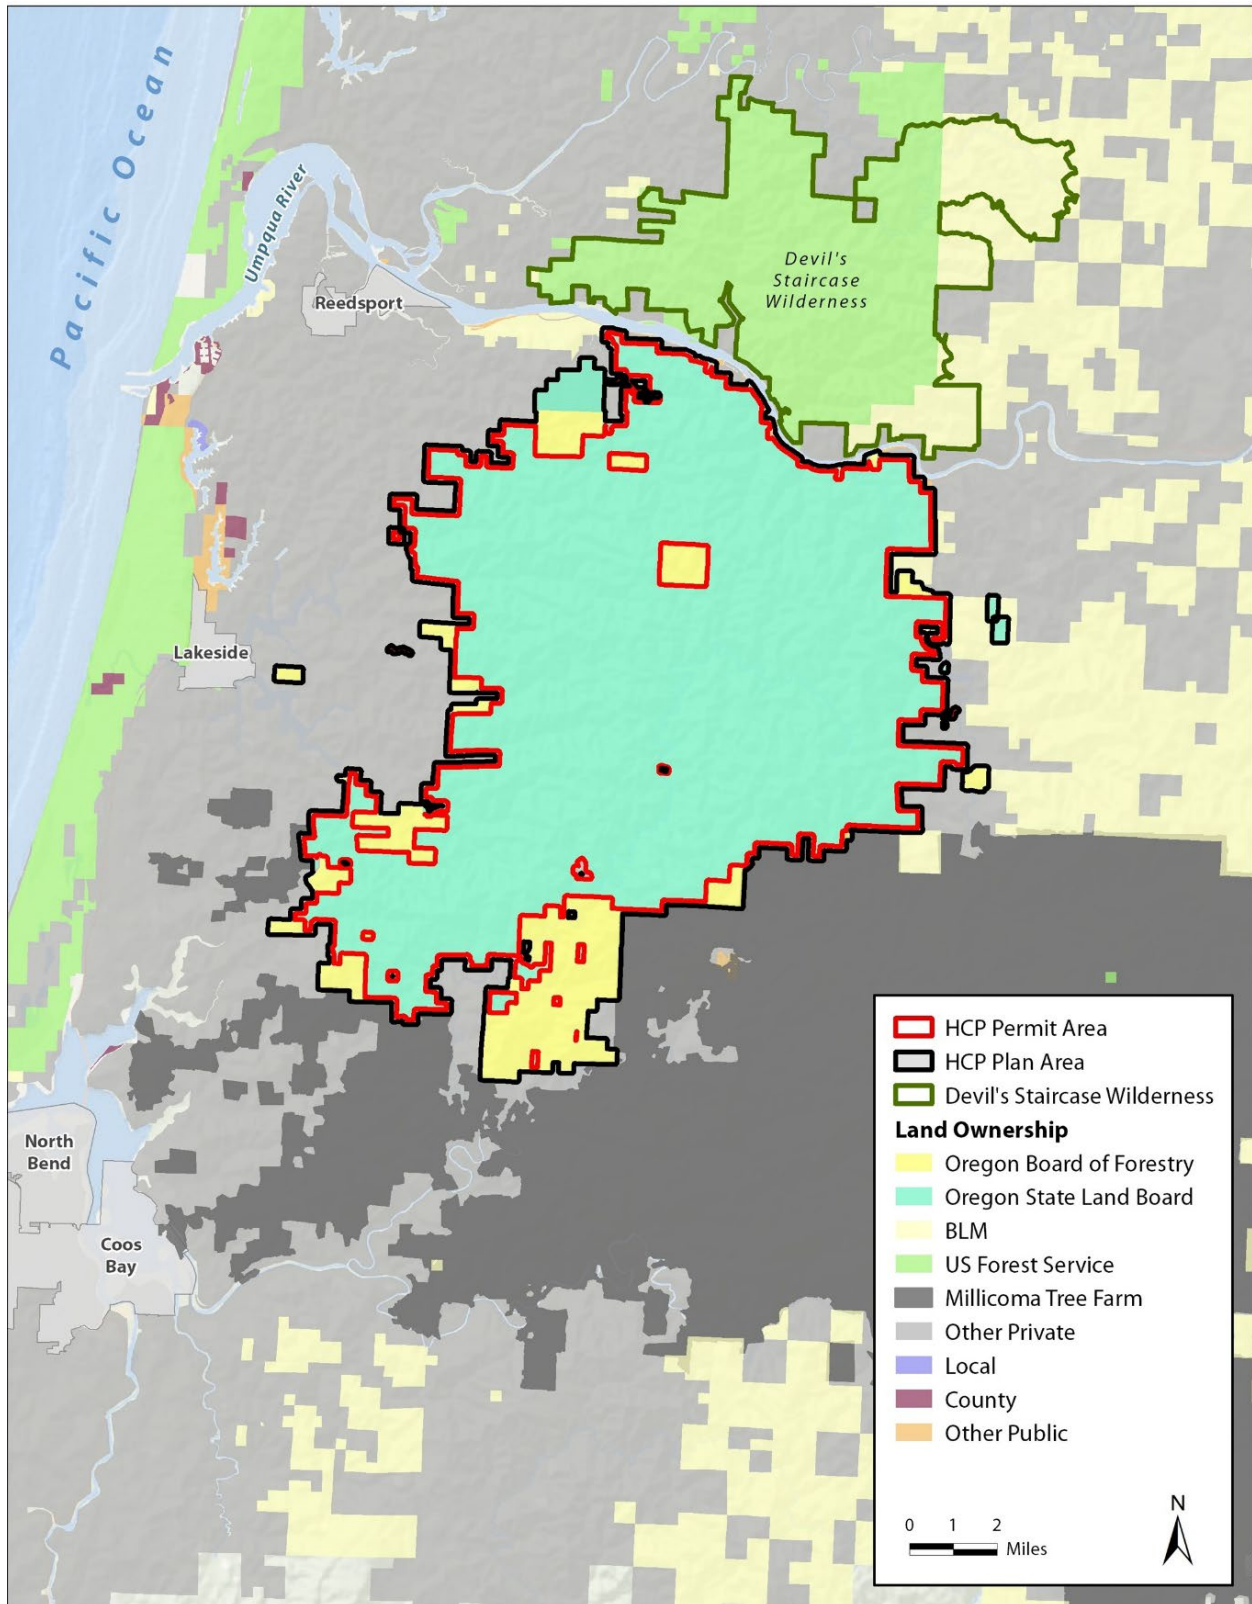 Pacific Ocean
Umpqua River
Reedsport
Devil's
Staircase
Wilderness
Lakeside
North
Bend
Coos
Bay
HCP Permit Area
HCP Plan Area
Devil's Staircase Wilderness
Land Ownership
Oregon Board of Forestry
Oregon State Land Board
BLM
US Forest Service
Millicoma Tree Farm
Other Private
Local
County
Other Public
N
0 1 2
Miles